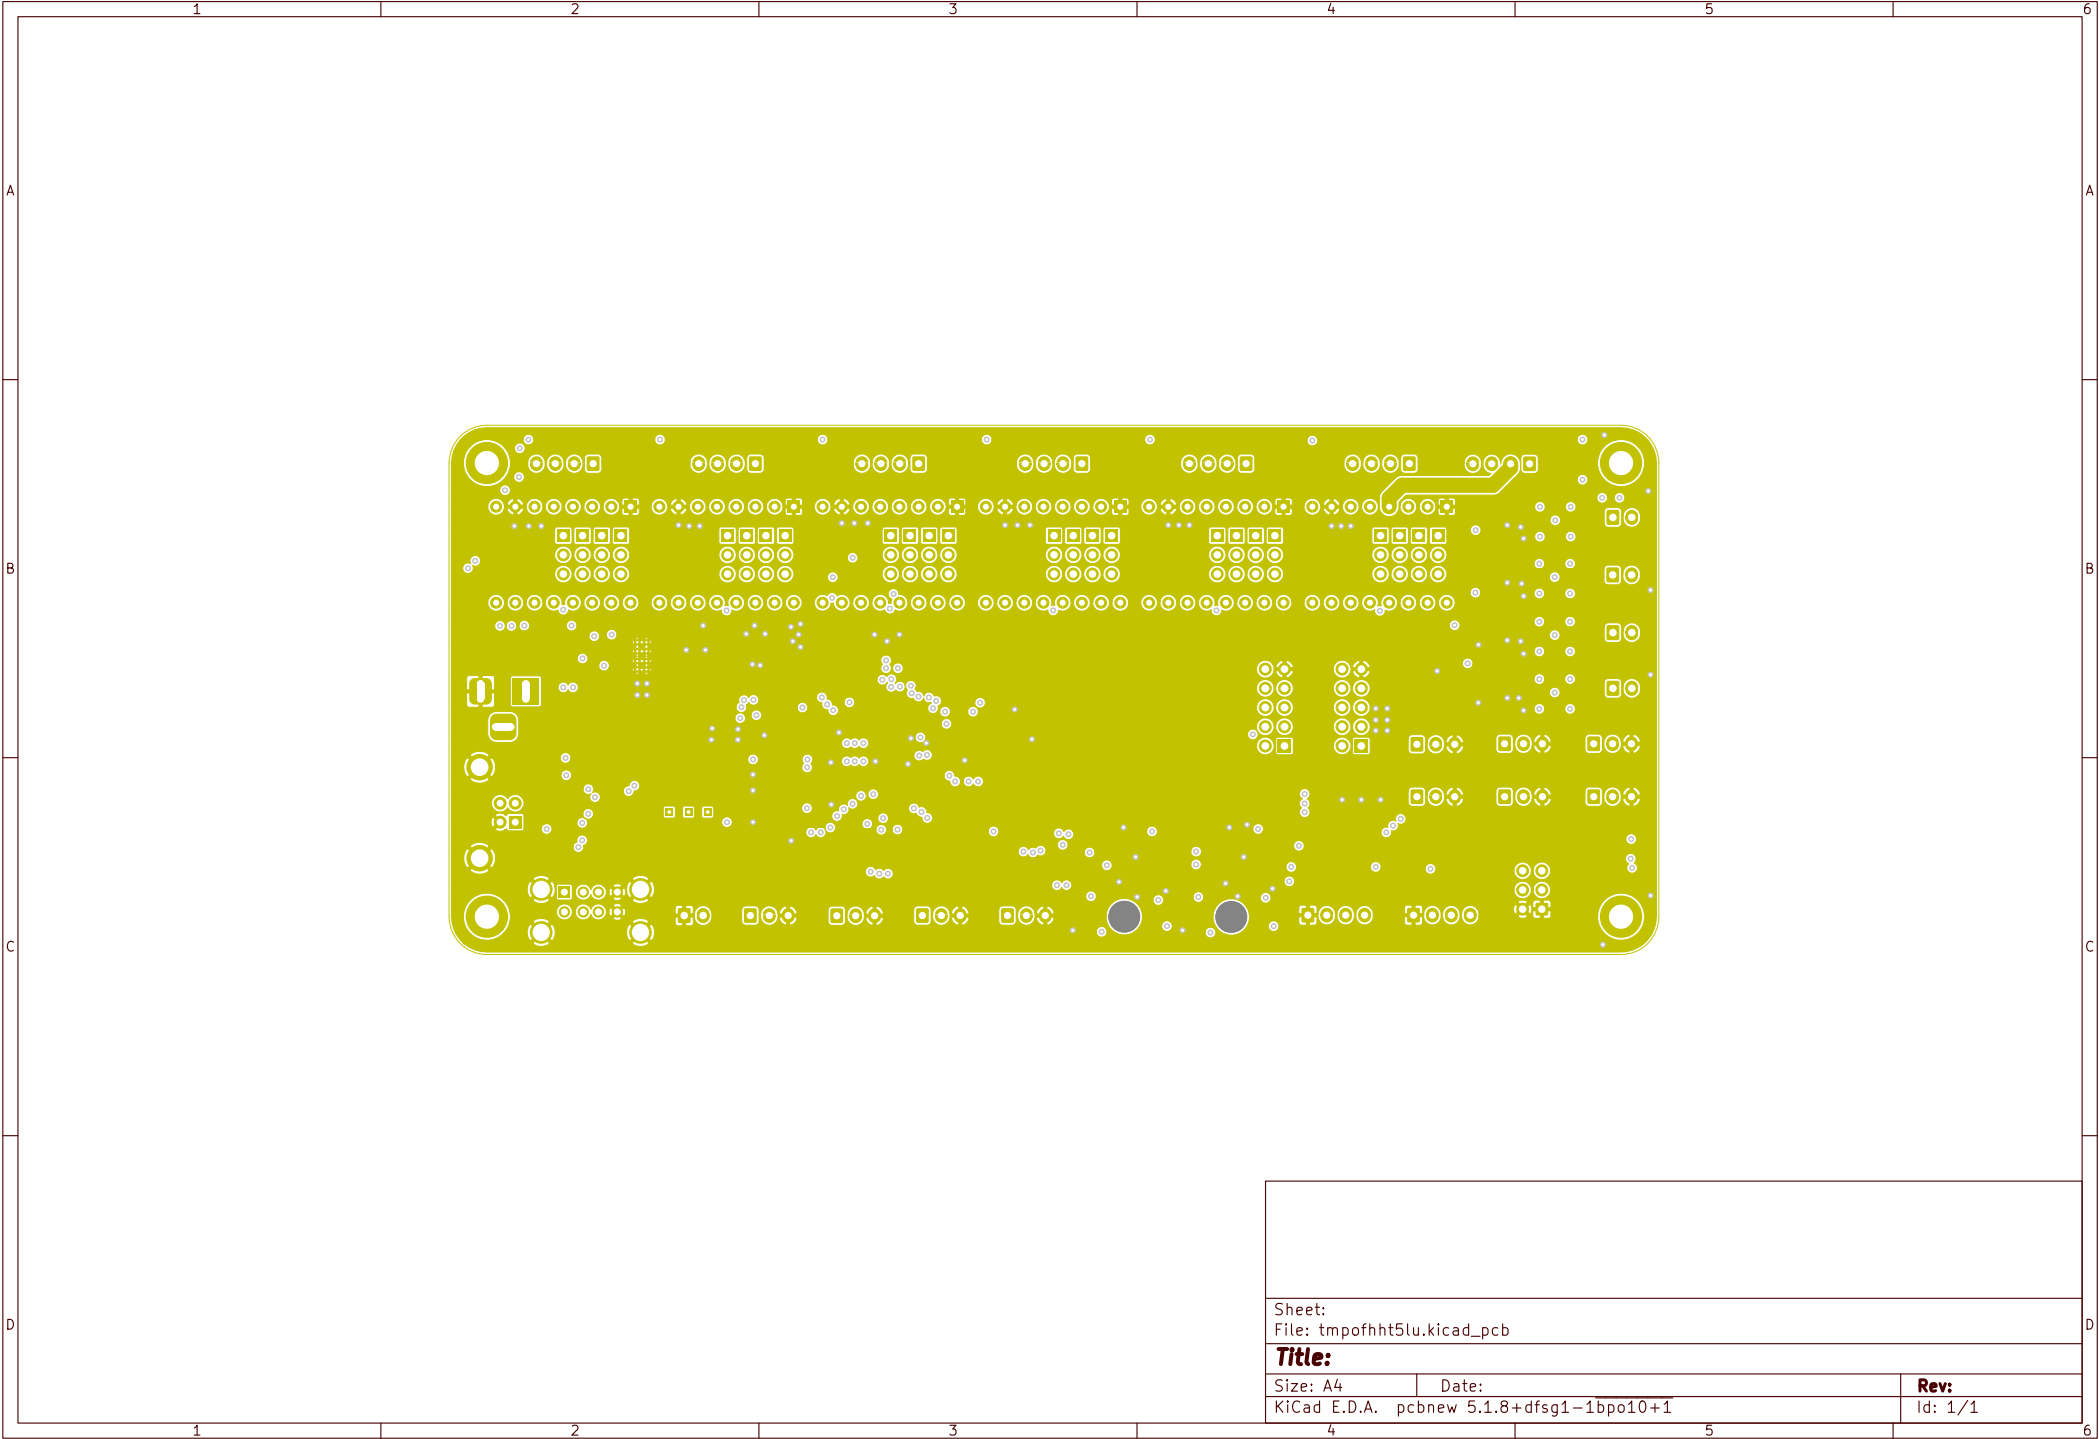 1 2 3 4 5 6
A A
B B
C C
D D
Sheet:
File: tmpofhht5lu.kicad_pcb
Title:
Size: A4 Date: Rev:
KiCad E.D.A. pcbnew 5.1.8+dfsg1-1bpo10+1 Id: 1/1
1 2 3 4 5 6